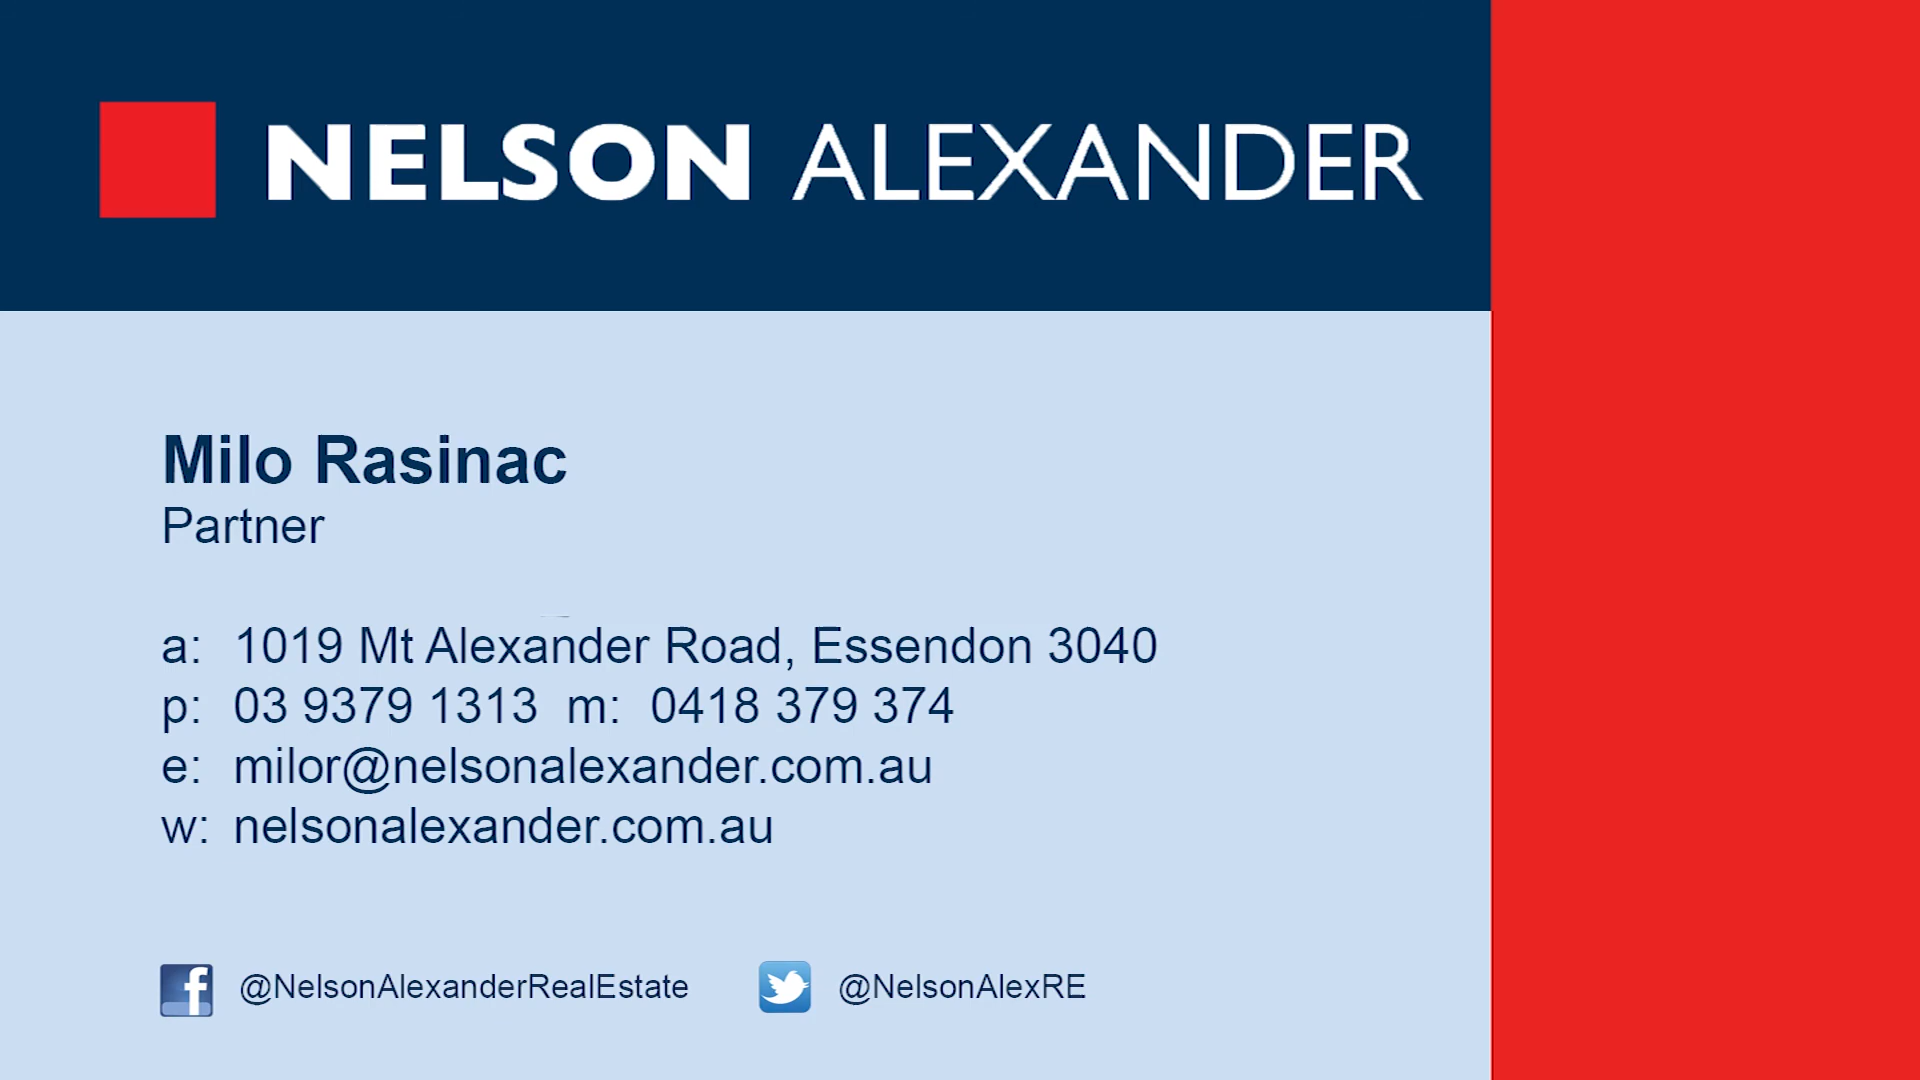 NELSON ALEXANDER
Milo Rasinac
Partner
a: 1019 Mt Alexander Road, Essendon 3040
p: 03 9379 1313 m: 0418 379 374
e: milor@nelsonalexander.com.au
w: nelsonalexander.com.au
@NelsonAlexanderRealEstate @NelsonAlexRE